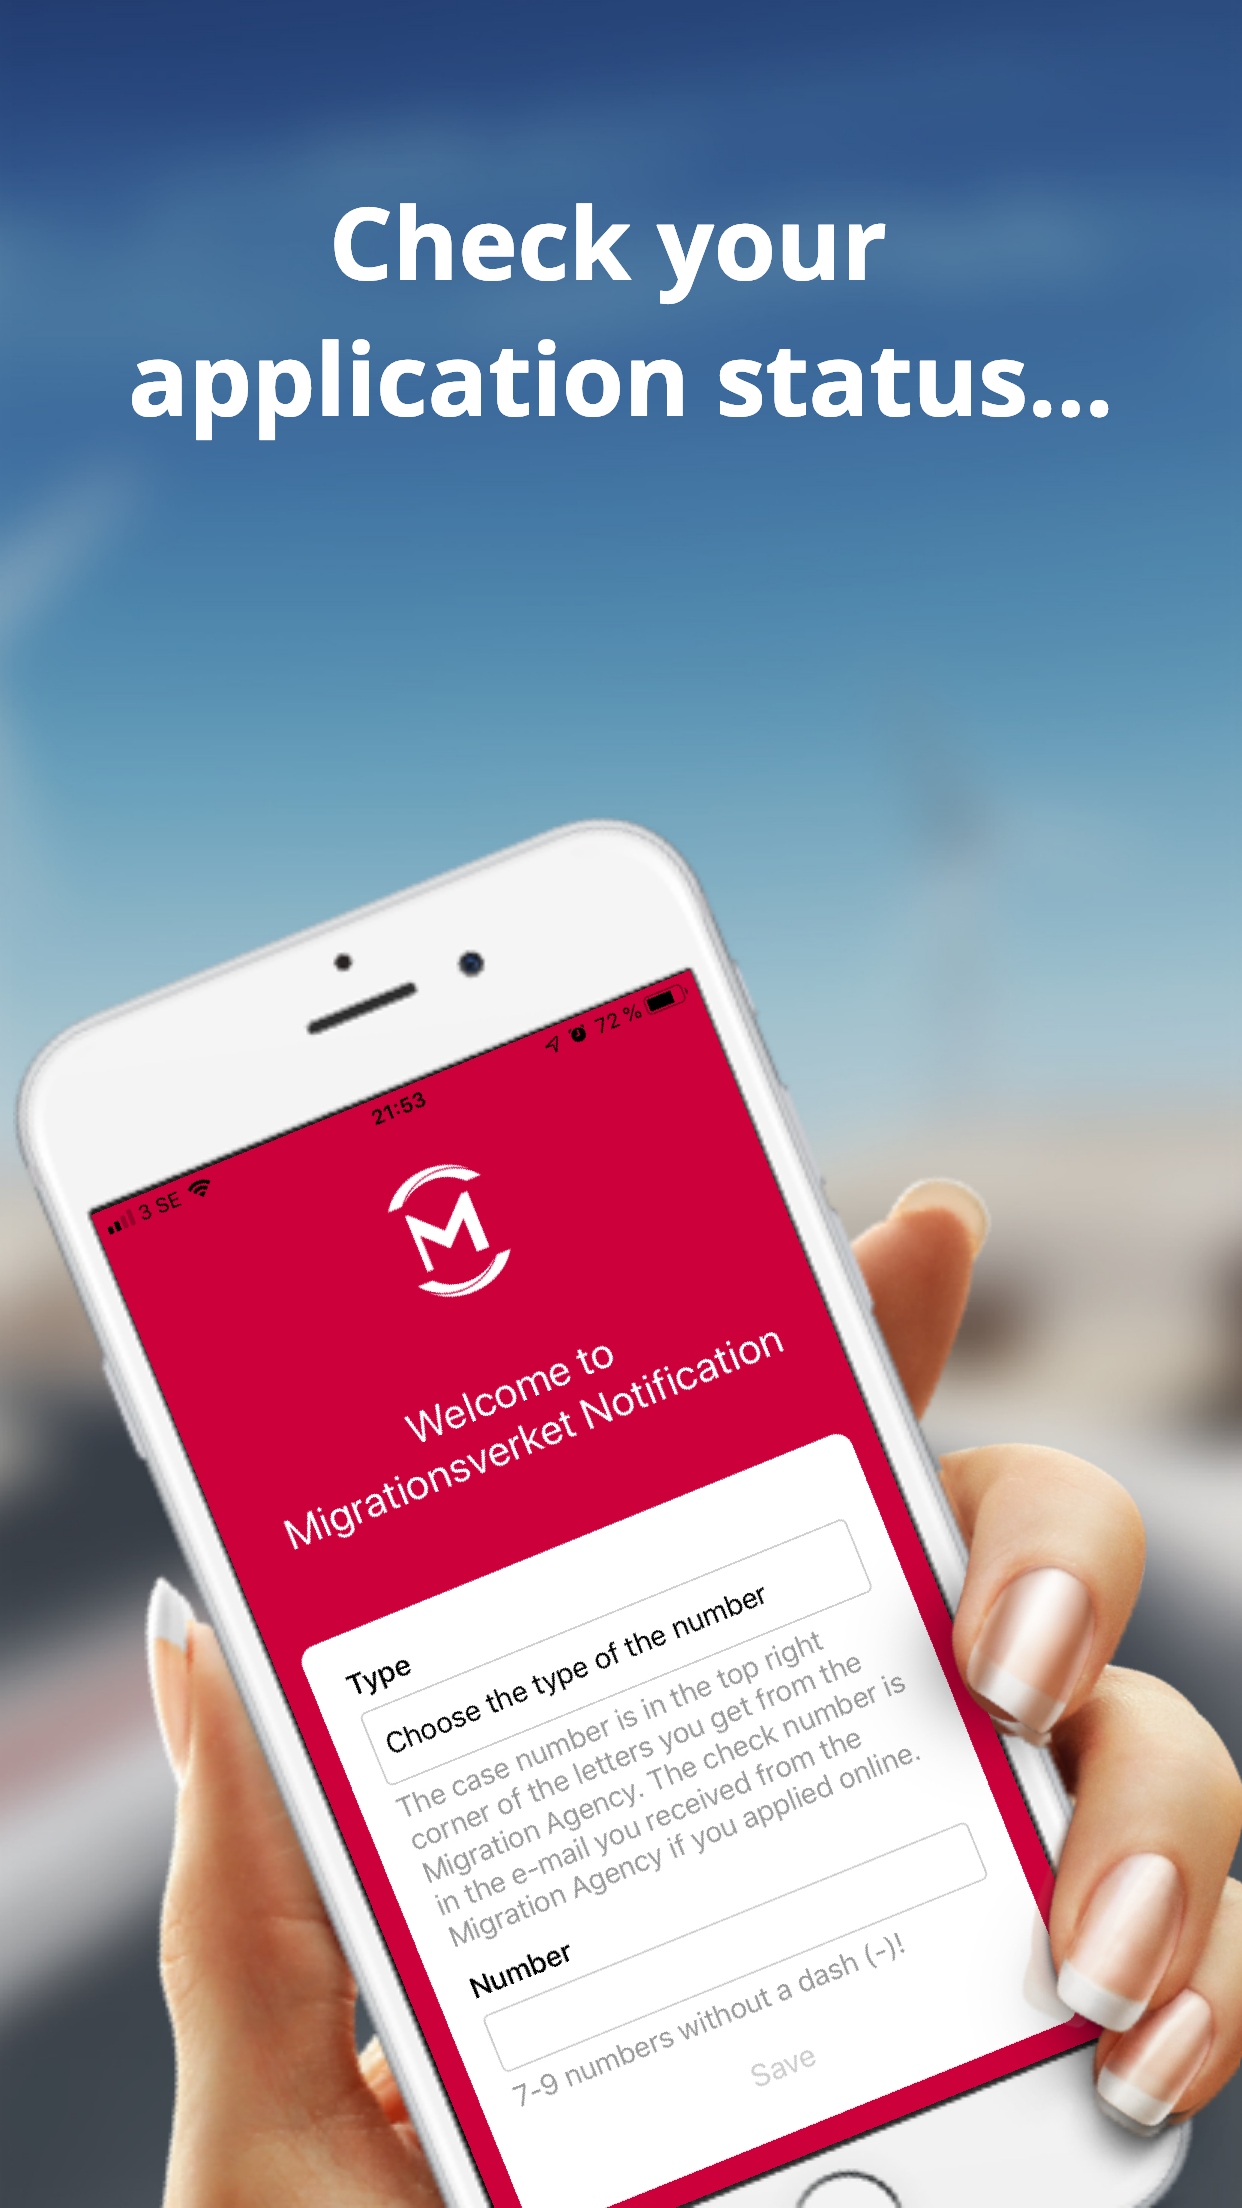 Check your
application status...
3 SE
21:53
72 %
M
Welcome to
Migrationsverket Notification
Type
Choose the type of the number
The case number is in the top right
corner of the letters you get from the
Migration Agency. The check number is
in the e-mail you received from the
Migration Agency if you applied online.
Number
7-9 numbers without a dash (-)!
Save